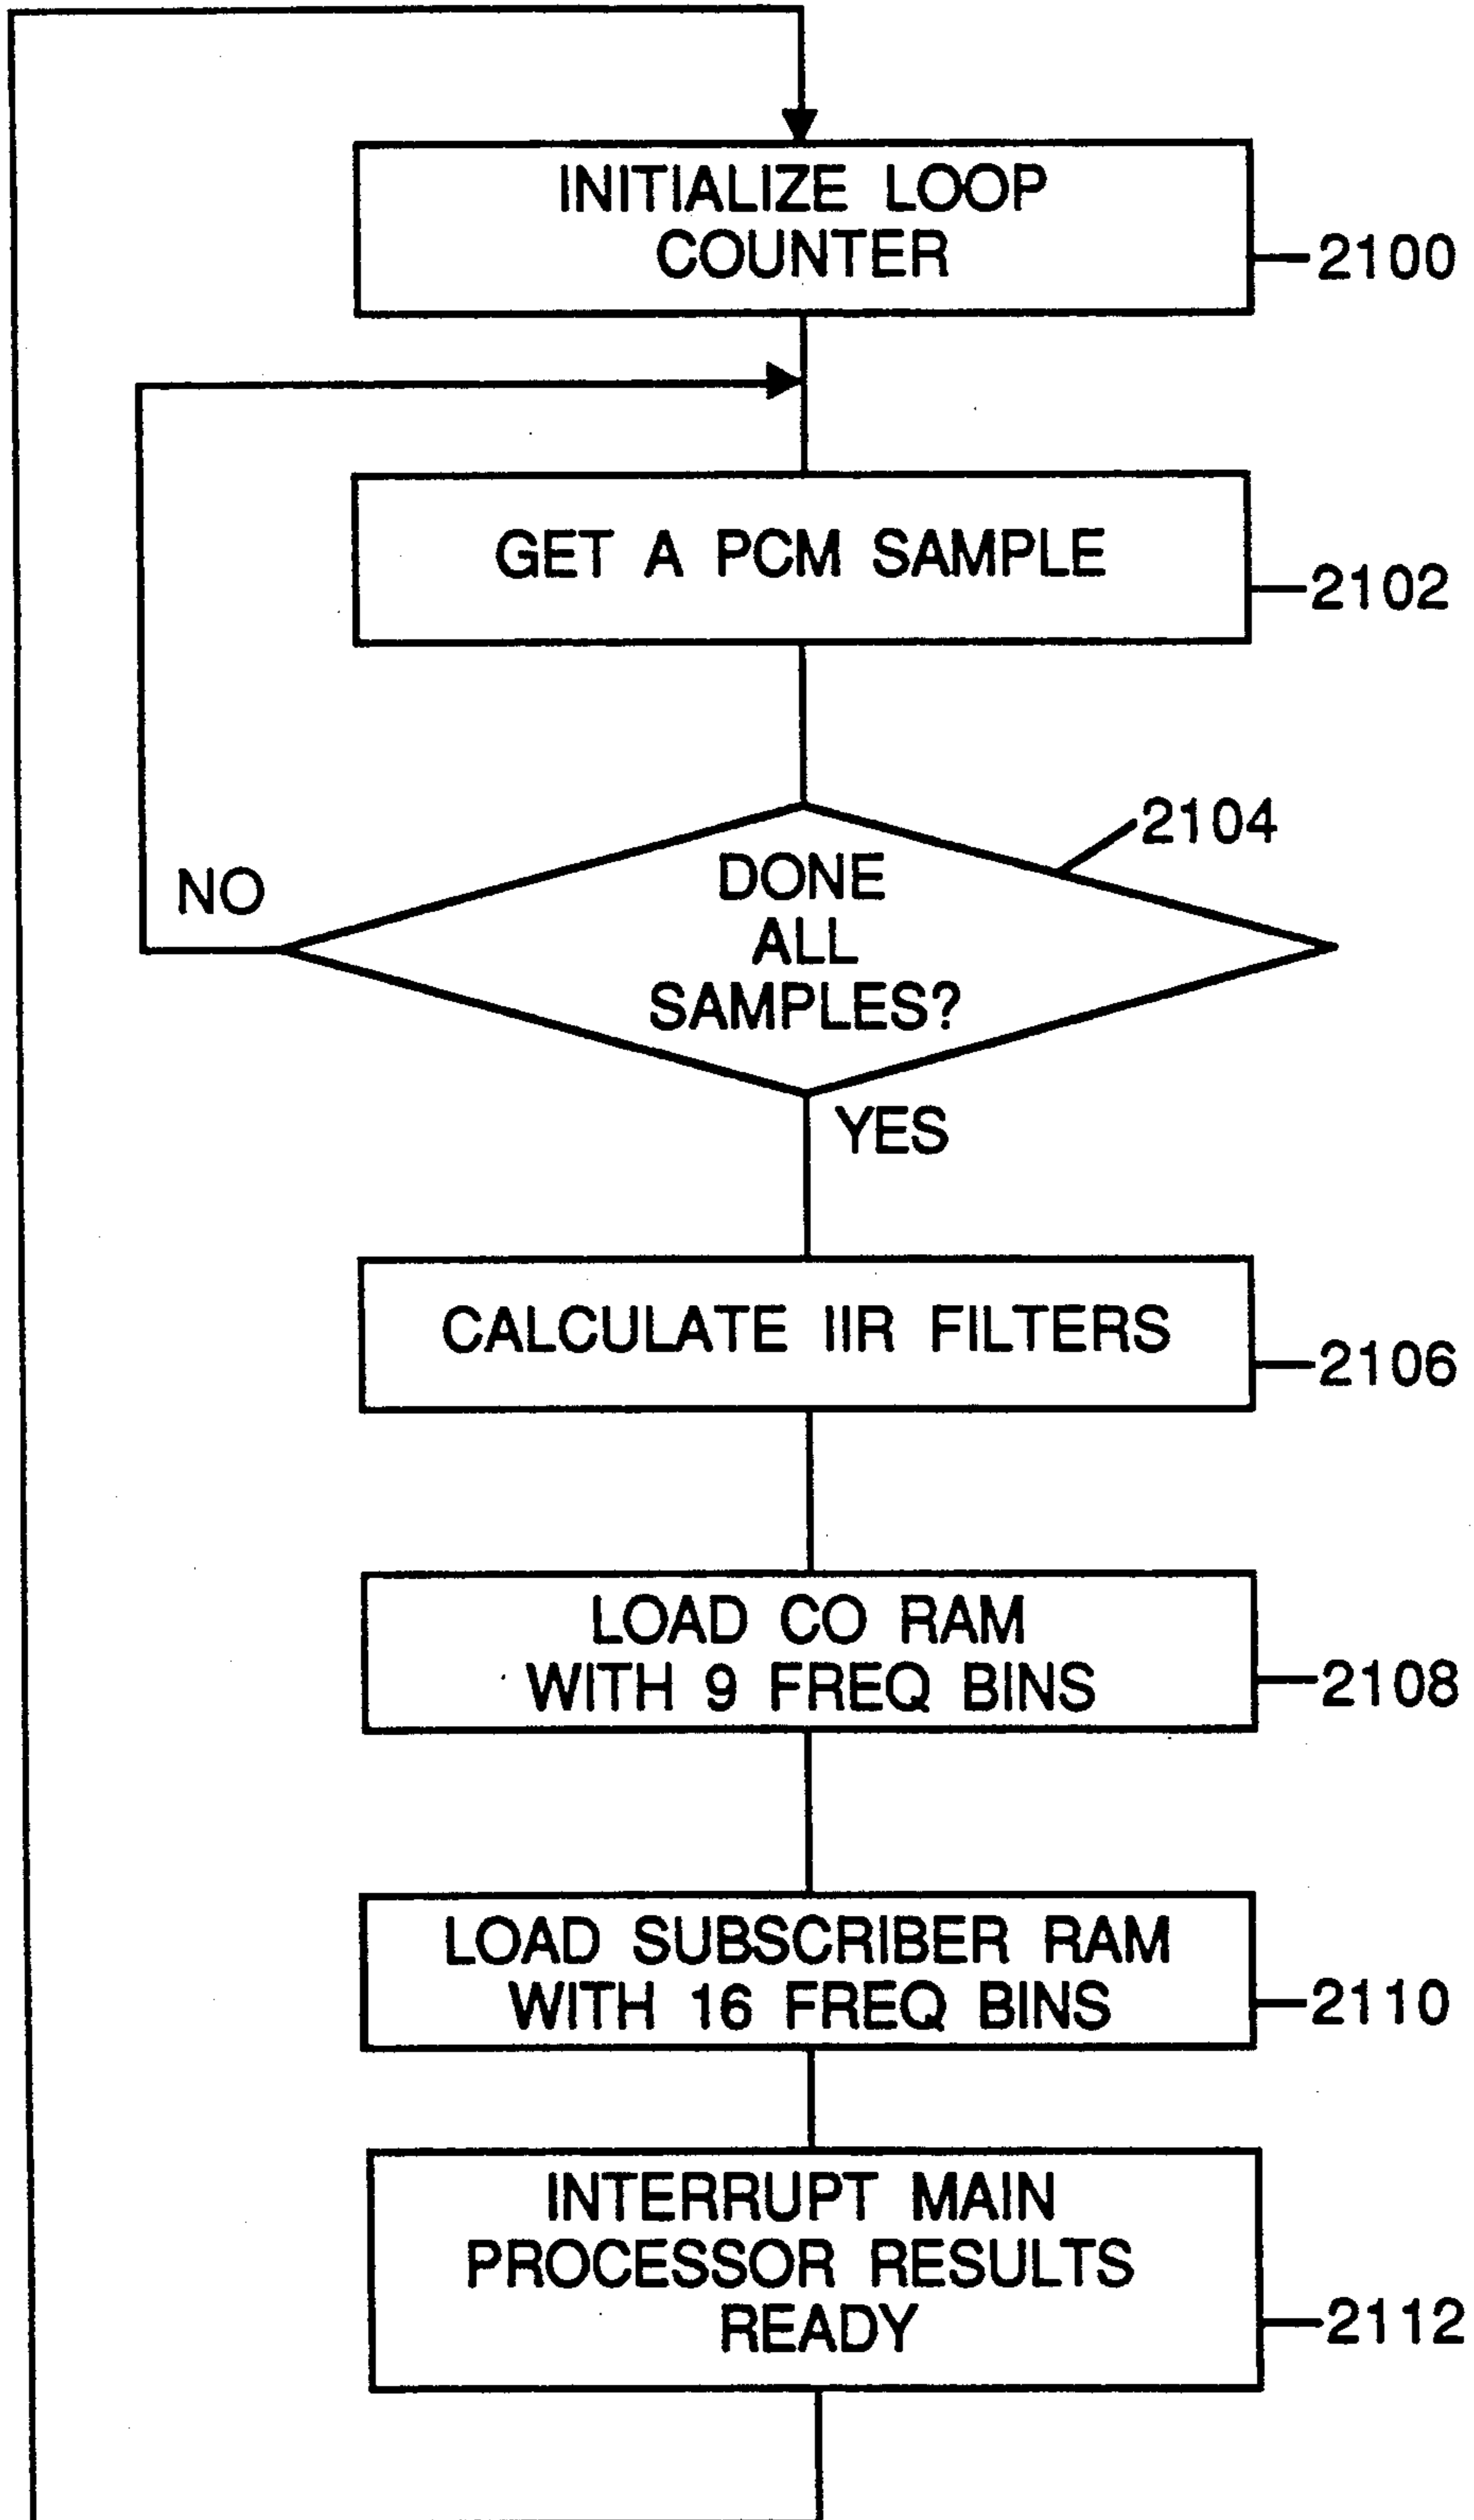 INITIALIZE LOOP
COUNTER
2100
GET A PCM SAMPLE
2102
2104
DONE
ALL
SAMPLES?
NO
YES
CALCULATE IIR FILTERS
2106
LOAD CO RAM
WITH 9 FREQ BINS
2108
LOAD SUBSCRIBER RAM
WITH 16 FREQ BINS
2110
INTERRUPT MAIN
PROCESSOR RESULTS
READY
2112